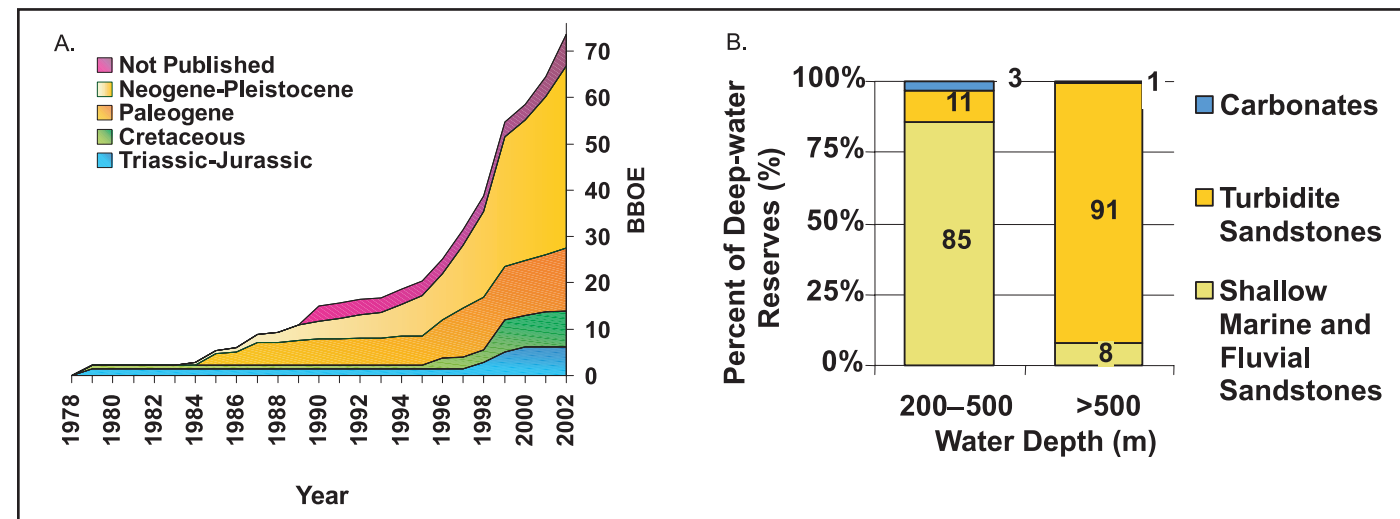 A.
Not Published
Neogene-Pleistocene
Paleogene
Cretaceous
Triassic-Jurassic
70
60
50
40
30
20
10
0
BBOE
1978
1980
1982
1984
1986
1988
1990
1992
1994
1996
1998
2000
2002
Year
B.
Percent of Deep-water
Reserves (%)
100%
75%
50%
25%
0%
3
11
85
1
91
8
200–500
>500
Water Depth (m)
Carbonates
Turbidite
Sandstones
Shallow
Marine and
Fluvial
Sandstones